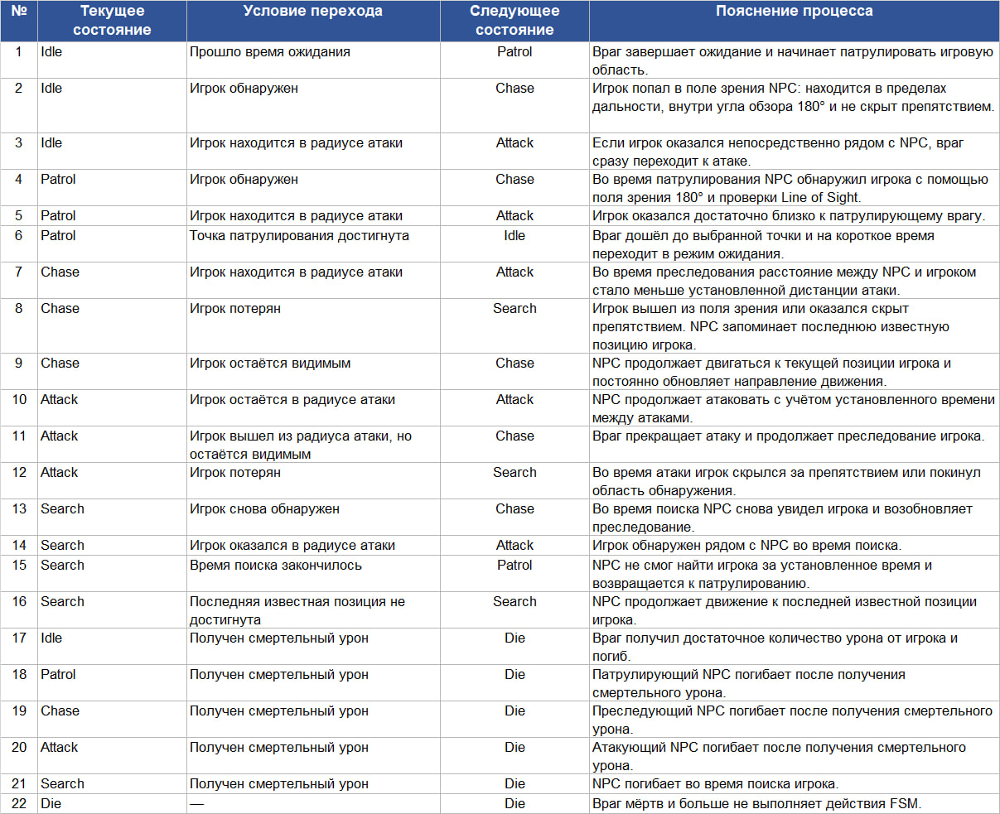 № Текущее Условие перехода Следующее Пояснение процесса
состояние состояние
1 Idle Прошло время ожидания Patrol Враг завершает ожидание и начинает патрулировать игровую
область.
2 Idle Игрок обнаружен Chase Игрок попал в поле зрения NPC: находится в пределах
дальности, внутри угла обзора 180° и не скрыт препятствием.
3 Idle Игрок находится в радиусе атаки Attack Если игрок оказался непосредственно рядом с NPC, враг
сразу переходит к атаке.
4 Patrol Игрок обнаружен Chase Во время патрулирования NPC обнаружил игрока с помощью
поля зрения 180° и проверки Line of Sight.
5 Patrol Игрок находится в радиусе атаки Attack Игрок оказался достаточно близко к патрулирующему врагу.
6 Patrol Точка патрулирования достигнута Idle Враг дошёл до выбранной точки и на короткое время
переходит в режим ожидания.
7 Chase Игрок находится в радиусе атаки Attack Во время преследования расстояние между NPC и игроком
стало меньше установленной дистанции атаки.
8 Chase Игрок потерян Search Игрок вышел из поля зрения или оказался скрыт
препятствием. NPC запоминает последнюю известную
позицию игрока.
9 Chase Игрок остаётся видимым Chase NPC продолжает двигаться к текущей позиции игрока и
постоянно обновляет направление движения.
10 Attack Игрок остаётся в радиусе атаки Attack NPC продолжает атаковать с учётом установленного времени
между атаками.
11 Attack Игрок вышел из радиуса атаки, но Chase Враг прекращает атаку и продолжает преследование игрока.
остаётся видимым
12 Attack Игрок потерян Search Во время атаки игрок скрылся за препятствием или покинул
область обнаружения.
13 Search Игрок снова обнаружен Chase Во время поиска NPC снова увидел игрока и возобновляет
преследование.
14 Search Игрок оказался в радиусе атаки Attack Игрок обнаружен рядом с NPC во время поиска.
15 Search Время поиска закончилось Patrol NPC не смог найти игрока за установленное время и
возвращается к патрулированию.
16 Search Последняя известная позиция не Search NPC продолжает движение к последней известной позиции
достигнута игрока.
17 Idle Получен смертельный урон Die Враг получил достаточное количество урона от игрока и
погиб.
18 Patrol Получен смертельный урон Die Патрулирующий NPC погибает после получения
смертельного урона.
19 Chase Получен смертельный урон Die Преследующий NPC погибает после получения смертельного
урона.
20 Attack Получен смертельный урон Die Атакующий NPC погибает после получения смертельного
урона.
21 Search Получен смертельный урон Die NPC погибает во время поиска игрока.
22 Die — Die Враг мёртв и больше не выполняет действия FSM.